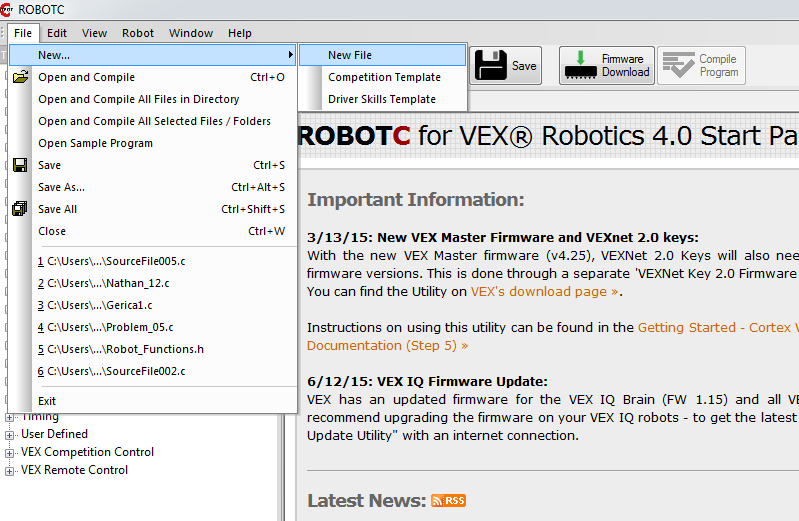 ROBOTC
File Edit View Robot Window Help
New...
New File
Open and Compile Ctrl+O
Competition Template
Open and Compile All Files in Directory
Driver Skills Template
Open and Compile All Selected Files / Folders
Open Sample Program
Save Ctrl+S
Save As... Ctrl+Alt+S
Save All Ctrl+Shift+S
Close Ctrl+W
1 C:\Users\...\SourceFile005.c
2 C:\Users\...\Nathan_12.c
3 C:\Users\...\Gerica1.c
4 C:\Users\...\Problem_05.c
5 C:\Users\...\Robot_Functions.h
6 C:\Users\...\SourceFile002.c
Exit
Timing
User Defined
VEX Competition Control
VEX Remote Control
Save
Firmware
Download
Compile
Program
ROBOTC for VEX® Robotics 4.0 Start Pa
Important Information:
3/13/15: New VEX Master Firmware and VEXnet 2.0 keys:
With the new VEX Master firmware (v4.25), VEXNet 2.0 Keys will also nee
firmware versions. This is done through a separate 'VEXNet Key 2.0 Firmware
You can find the Utility on VEX's download page ».
Instructions on using this utility can be found in the Getting Started - Cortex V
Documentation (Step 5) »
6/12/15: VEX IQ Firmware Update:
VEX has an updated firmware for the VEX IQ Brain (FW 1.15) and all VE
recommend upgrading the firmware on your VEX IQ robots - to get the latest
Update Utility" with an internet connection.
Latest News: RSS